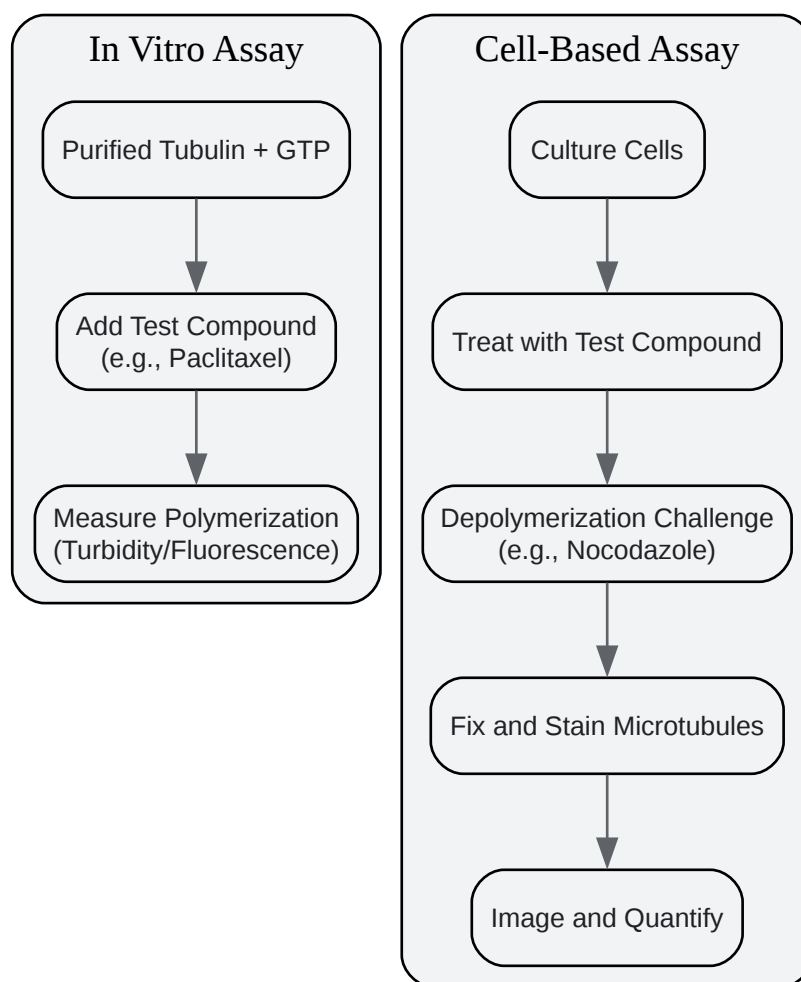 In Vitro Assay
Purified Tubulin + GTP
Add Test Compound
(e.g., Paclitaxel)
Measure Polymerization
(Turbidity/Fluorescence)
Cell-Based Assay
Culture Cells
Treat with Test Compound
Depolymerization Challenge
(e.g., Nocodazole)
Fix and Stain Microtubules
Image and Quantify